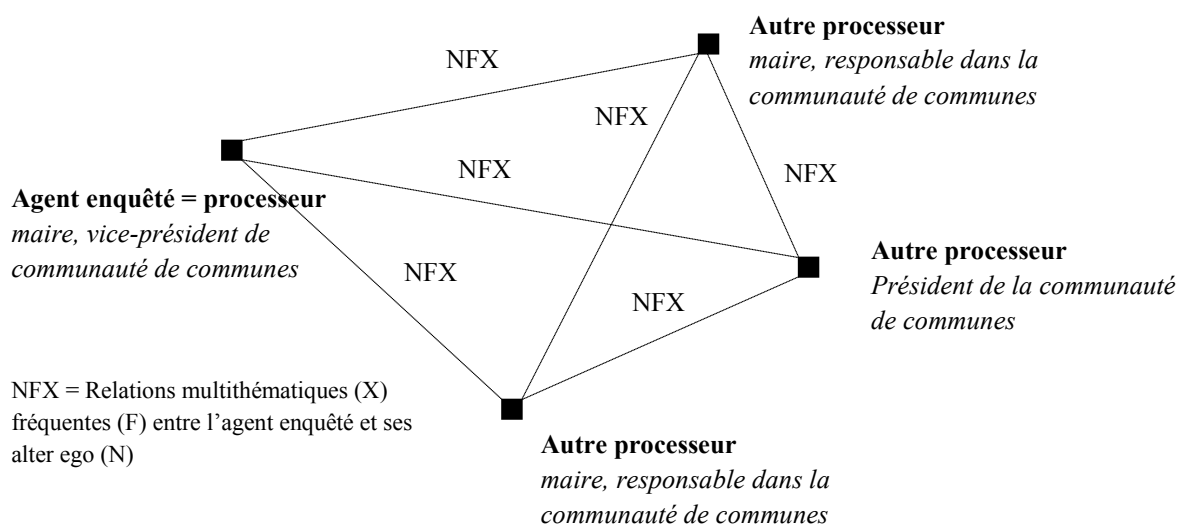 Autre processeur
maire, responsable dans la
communauté de communes
NFX
NFX
NFX
NFX
Agent enquêté = processeur
maire, vice-président de
communauté de communes
NFX
NFX
Autre processeur
Président de la communauté
de communes
NFX = Relations multithématiques (X)
fréquentes (F) entre l’agent enquêté et ses
alter ego (N)
Autre processeur
maire, responsable dans la
communauté de communes